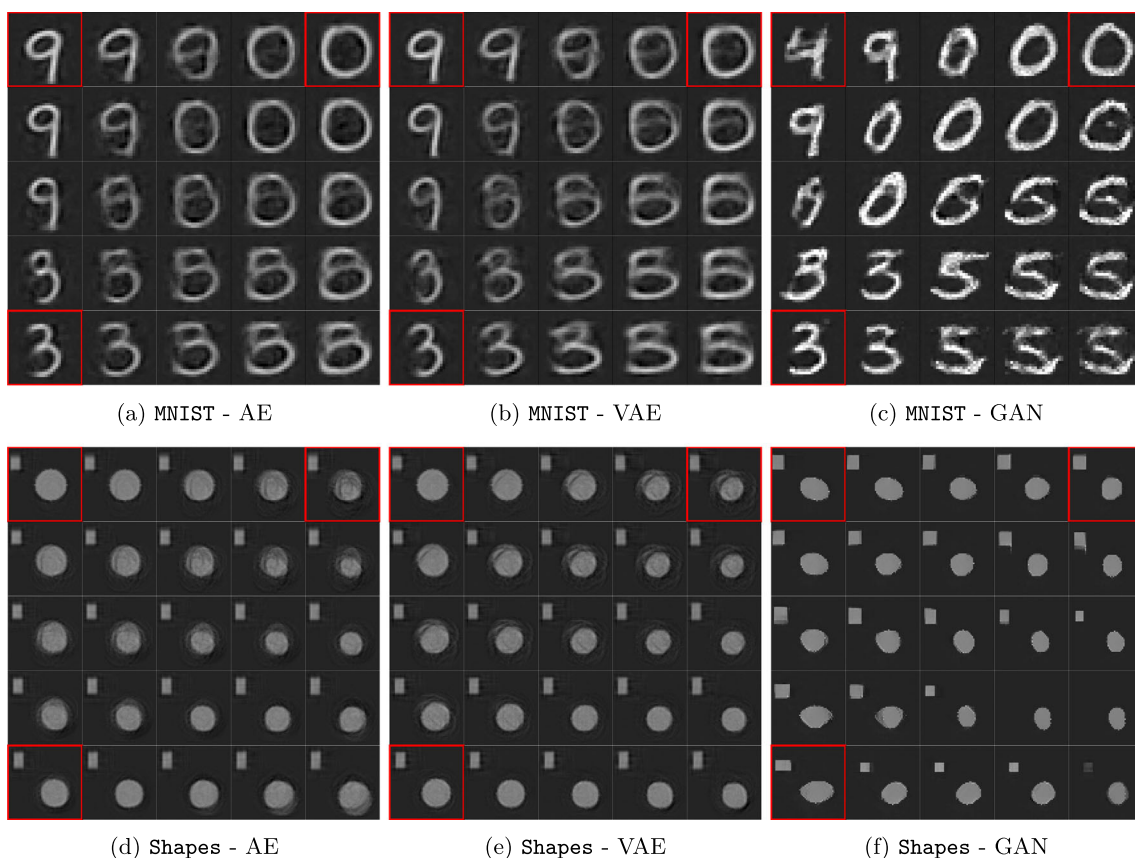 (a) MNIST - AE
(b) MNIST - VAE
(c) MNIST - GAN
(d) Shapes - AE
(e) Shapes - VAE
(f) Shapes - GAN